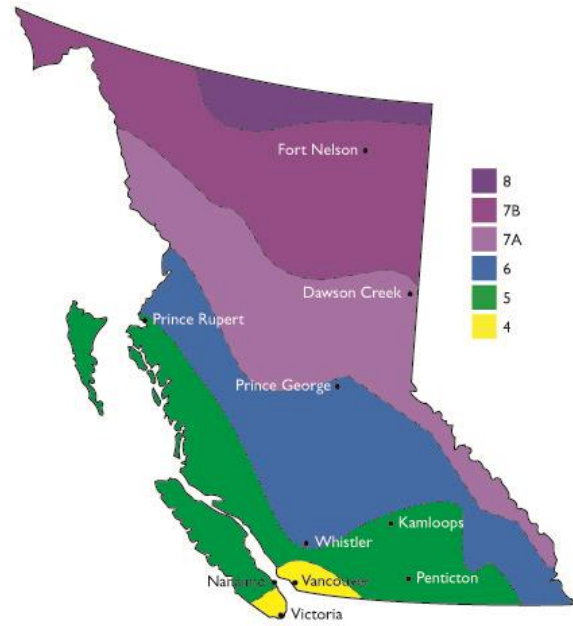 Fort Nelson
8
7B
7A
6
5
4
Dawson Creek
Prince Rupert
Prince George
Whistler
Kamloops
Nanaimo
Vancouver
Penticton
Victoria